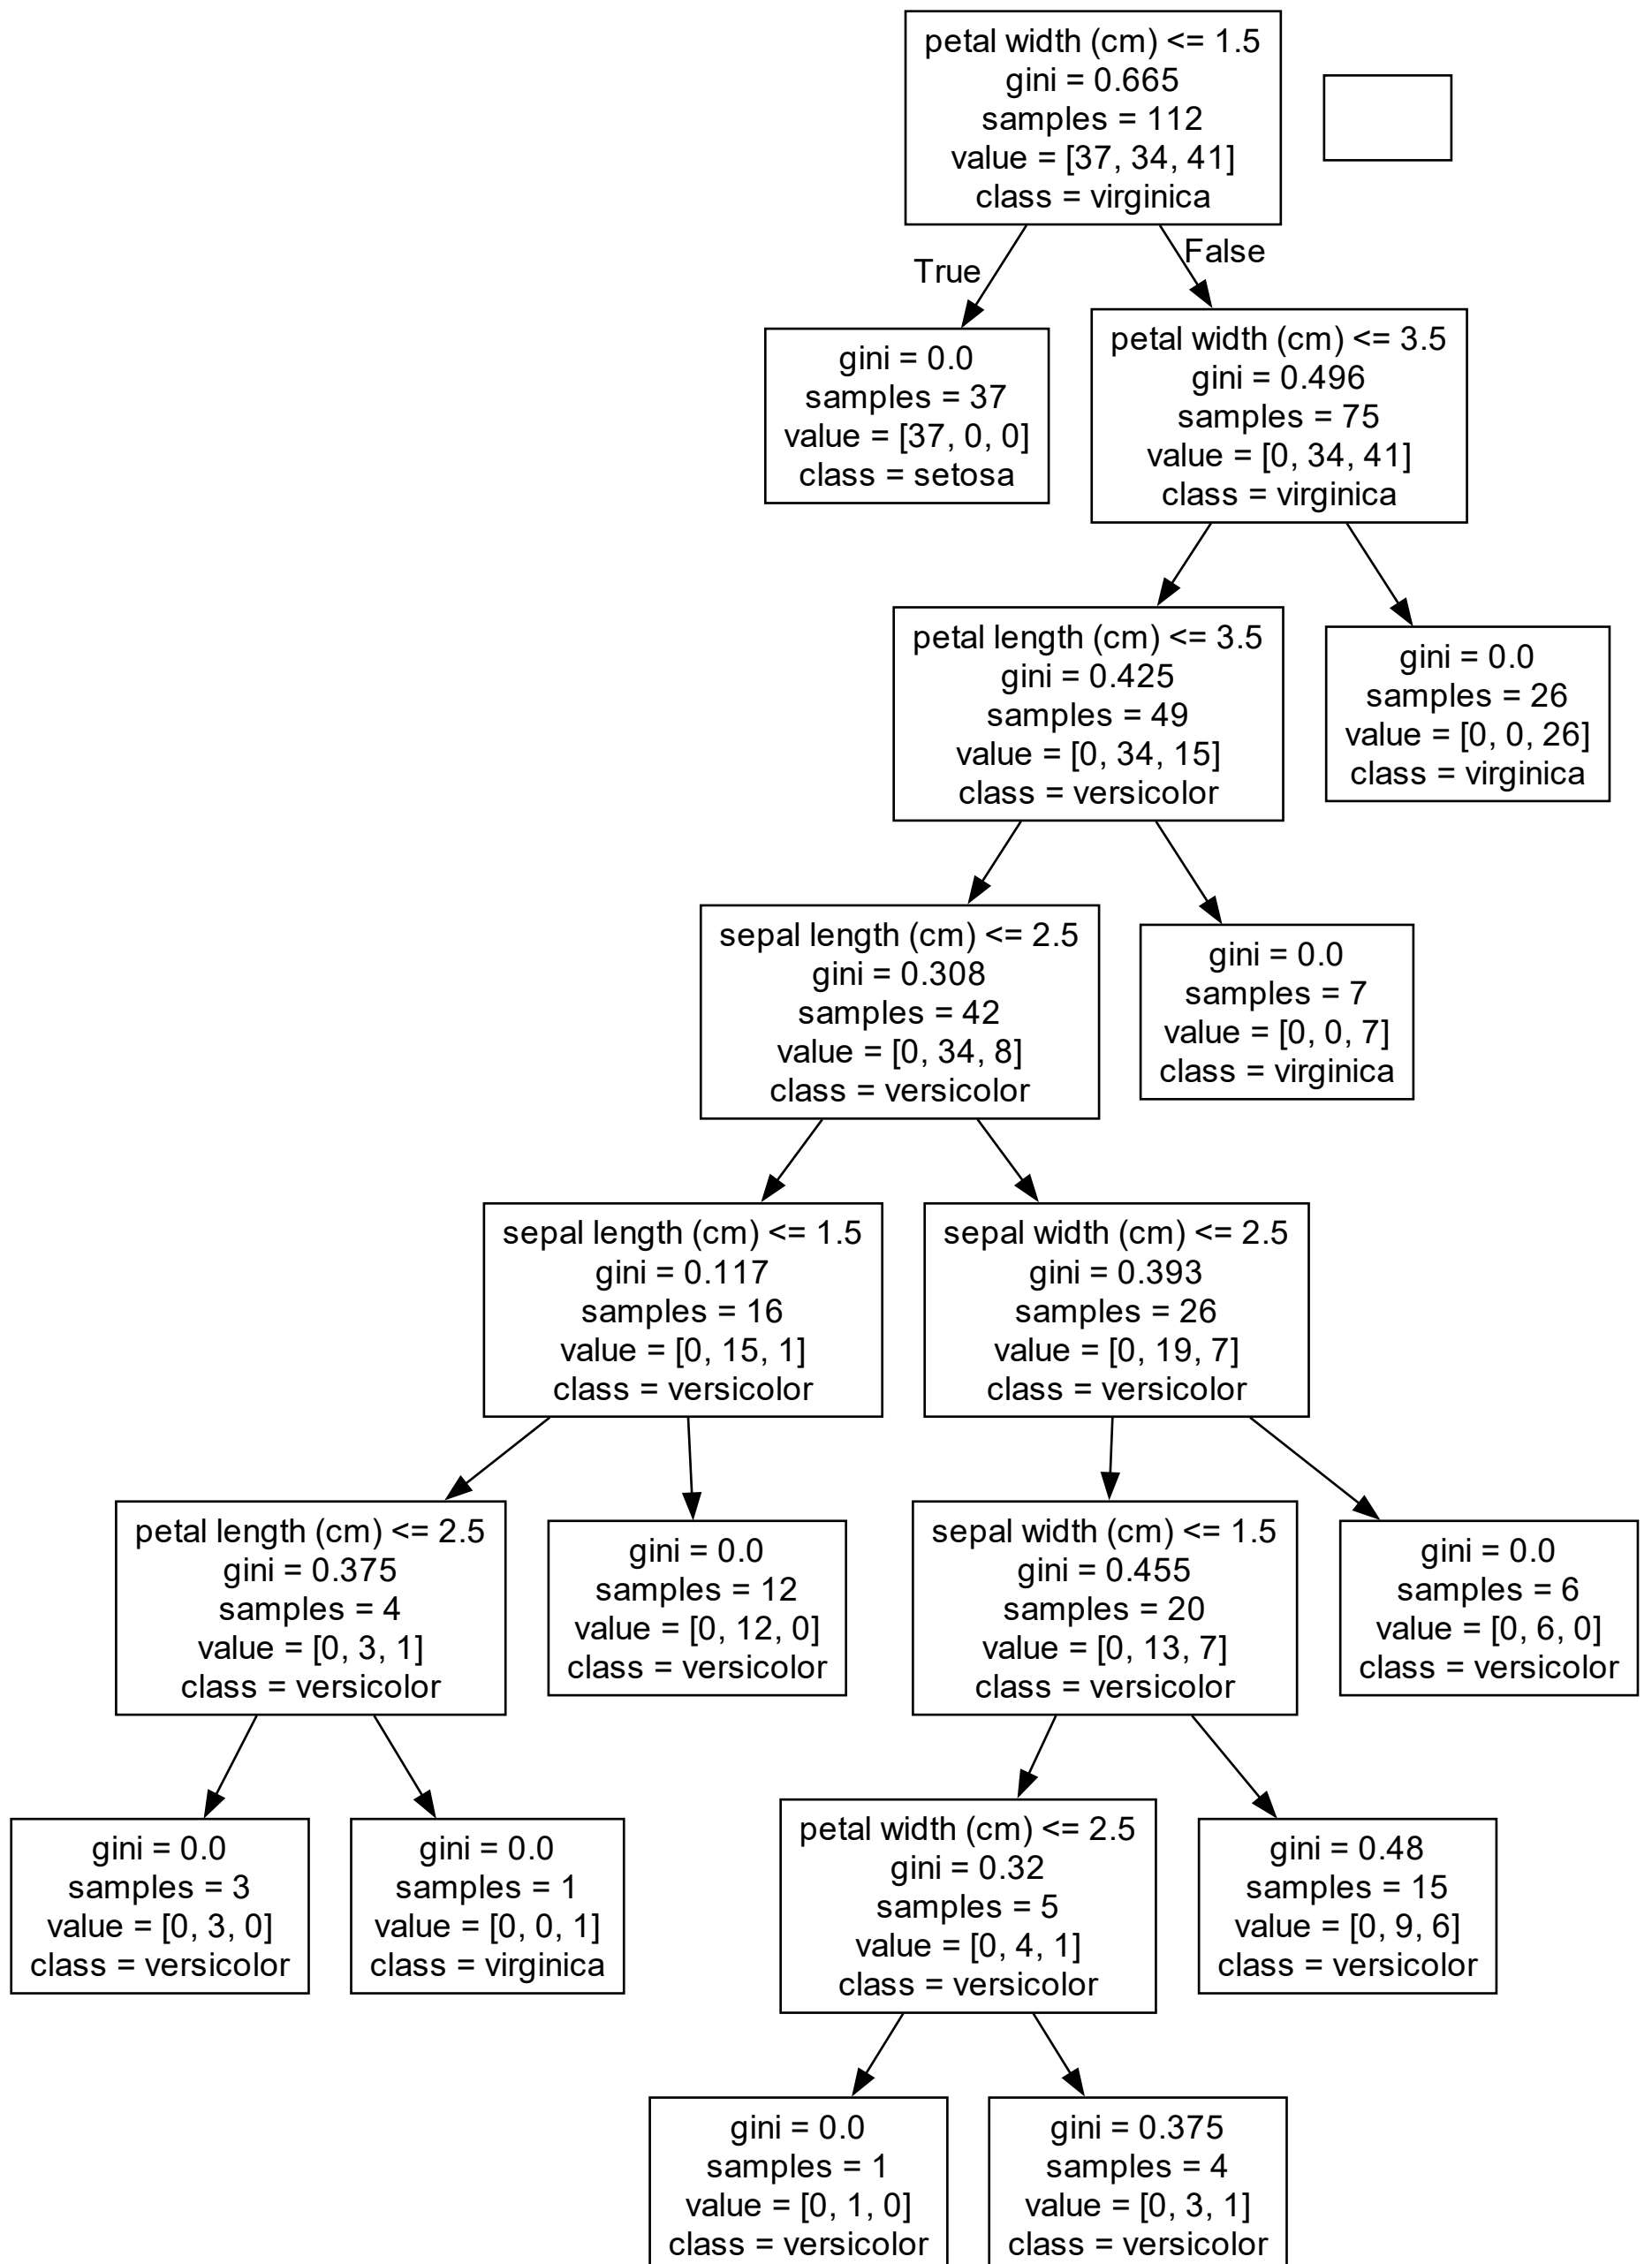 petal width (cm) <= 1.5
gini = 0.665
samples = 112
value = [37, 34, 41]
class = virginica
True
False
gini = 0.0
samples = 37
value = [37, 0, 0]
class = setosa
petal width (cm) <= 3.5
gini = 0.496
samples = 75
value = [0, 34, 41]
class = virginica
petal length (cm) <= 3.5
gini = 0.425
samples = 49
value = [0, 34, 15]
class = versicolor
gini = 0.0
samples = 26
value = [0, 0, 26]
class = virginica
sepal length (cm) <= 2.5
gini = 0.308
samples = 42
value = [0, 34, 8]
class = versicolor
gini = 0.0
samples = 7
value = [0, 0, 7]
class = virginica
sepal length (cm) <= 1.5
gini = 0.117
samples = 16
value = [0, 15, 1]
class = versicolor
sepal width (cm) <= 2.5
gini = 0.393
samples = 26
value = [0, 19, 7]
class = versicolor
petal length (cm) <= 2.5
gini = 0.375
samples = 4
value = [0, 3, 1]
class = versicolor
gini = 0.0
samples = 12
value = [0, 12, 0]
class = versicolor
sepal width (cm) <= 1.5
gini = 0.455
samples = 20
value = [0, 13, 7]
class = versicolor
gini = 0.0
samples = 6
value = [0, 6, 0]
class = versicolor
gini = 0.0
samples = 3
value = [0, 3, 0]
class = versicolor
gini = 0.0
samples = 1
value = [0, 0, 1]
class = virginica
petal width (cm) <= 2.5
gini = 0.32
samples = 5
value = [0, 4, 1]
class = versicolor
gini = 0.48
samples = 15
value = [0, 9, 6]
class = versicolor
gini = 0.0
samples = 1
value = [0, 1, 0]
class = versicolor
gini = 0.375
samples = 4
value = [0, 3, 1]
class = versicolor